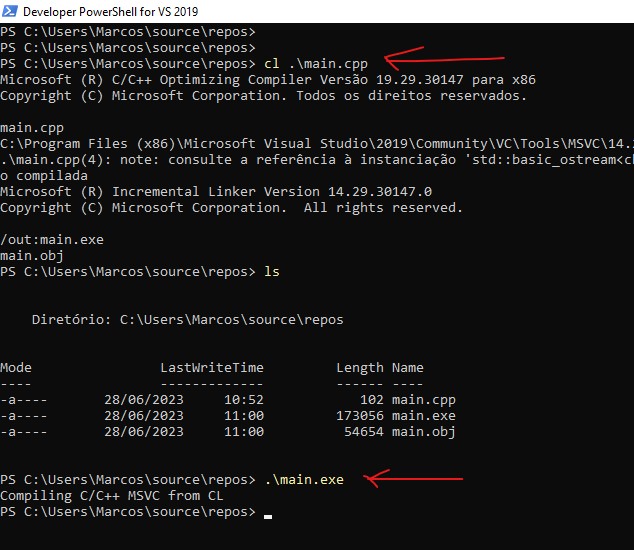 Developer PowerShell for VS 2019
PS C:\Users\Marcos\source\repos>
PS C:\Users\Marcos\source\repos>
PS C:\Users\Marcos\source\repos> cl .\main.cpp
Microsoft (R) C/C++ Optimizing Compiler Versão 19.29.30147 para x86
Copyright (C) Microsoft Corporation. Todos os direitos reservados.
main.cpp
C:\Program Files (x86)\Microsoft Visual Studio\2019\Community\VC\Tools\MSVC\14.2
.\main.cpp(4): note: consulte a referência à instanciação 'std::basic_ostream<c
o compilada
Microsoft (R) Incremental Linker Version 14.29.30147.0
Copyright (C) Microsoft Corporation.  All rights reserved.
/out:main.exe
main.obj
PS C:\Users\Marcos\source\repos> ls
Diretório: C:\Users\Marcos\source\repos
Mode LastWriteTime Length Name
---- ------------- ------ ----
-a---- 28/06/2023 10:52 102 main.cpp
-a---- 28/06/2023 11:00 173056 main.exe
-a---- 28/06/2023 11:00 54654 main.obj
PS C:\Users\Marcos\source\repos> .\main.exe
Compiling C/C++ MSVC from CL
PS C:\Users\Marcos\source\repos>